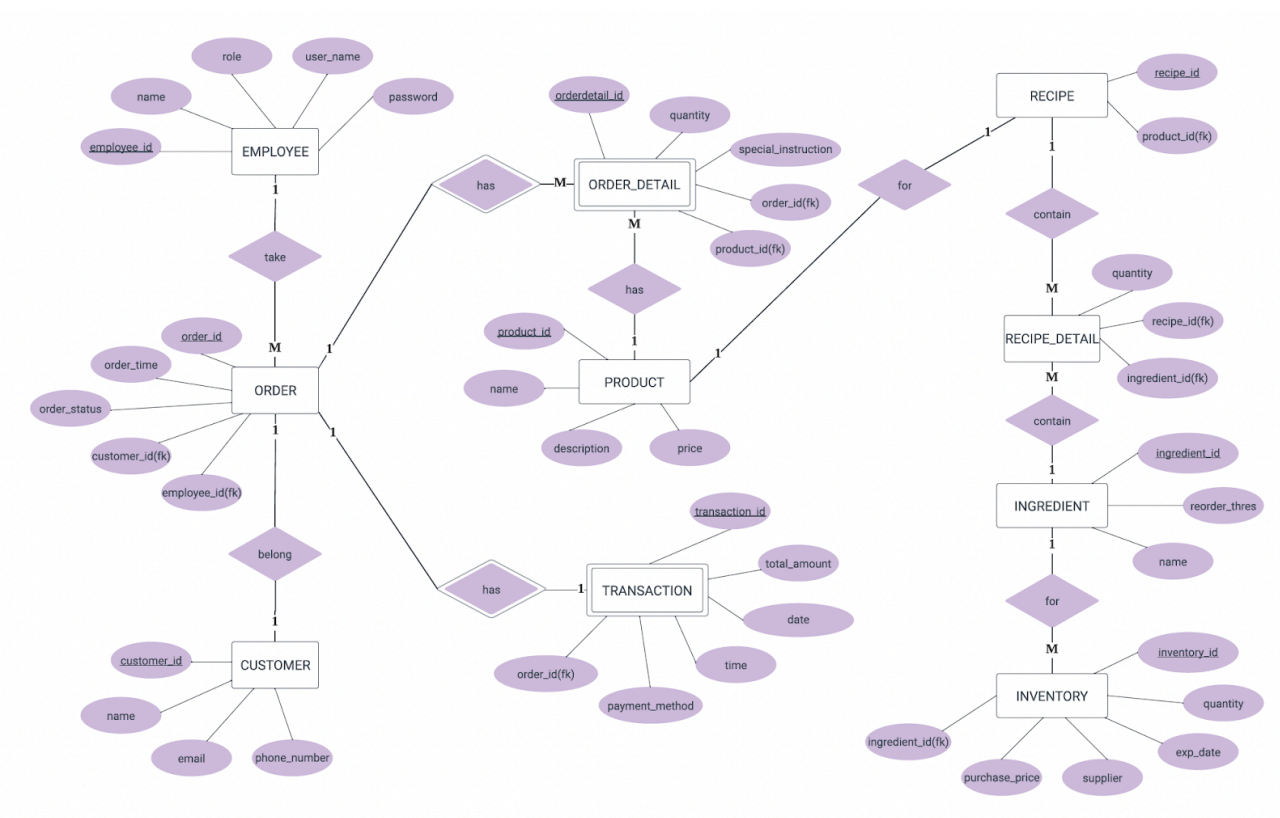 role
user_name
name
password
employee_id
EMPLOYEE
1
take
M
order_id
order_time
order_status
ORDER
customer_id(fk)
employee_id(fk)
1
belong
1
customer_id
CUSTOMER
name
email
phone_number
1
has
M
orderdetail_id
quantity
special_instruction
ORDER_DETAIL
order_id(fk)
product_id(fk)
M
has
1
product_id
PRODUCT
name
description
price
1
for
1
1
has
1
transaction_id
total_amount
TRANSACTION
date
time
order_id(fk)
payment_method
RECIPE
recipe_id
product_id(fk)
1
contain
M
quantity
recipe_id(fk)
RECIPE_DETAIL
ingredient_id(fk)
M
contain
1
ingredient_id
INGREDIENT
reorder_thres
name
1
for
M
inventory_id
INVENTORY
quantity
ingredient_id(fk)
exp_date
purchase_price
supplier